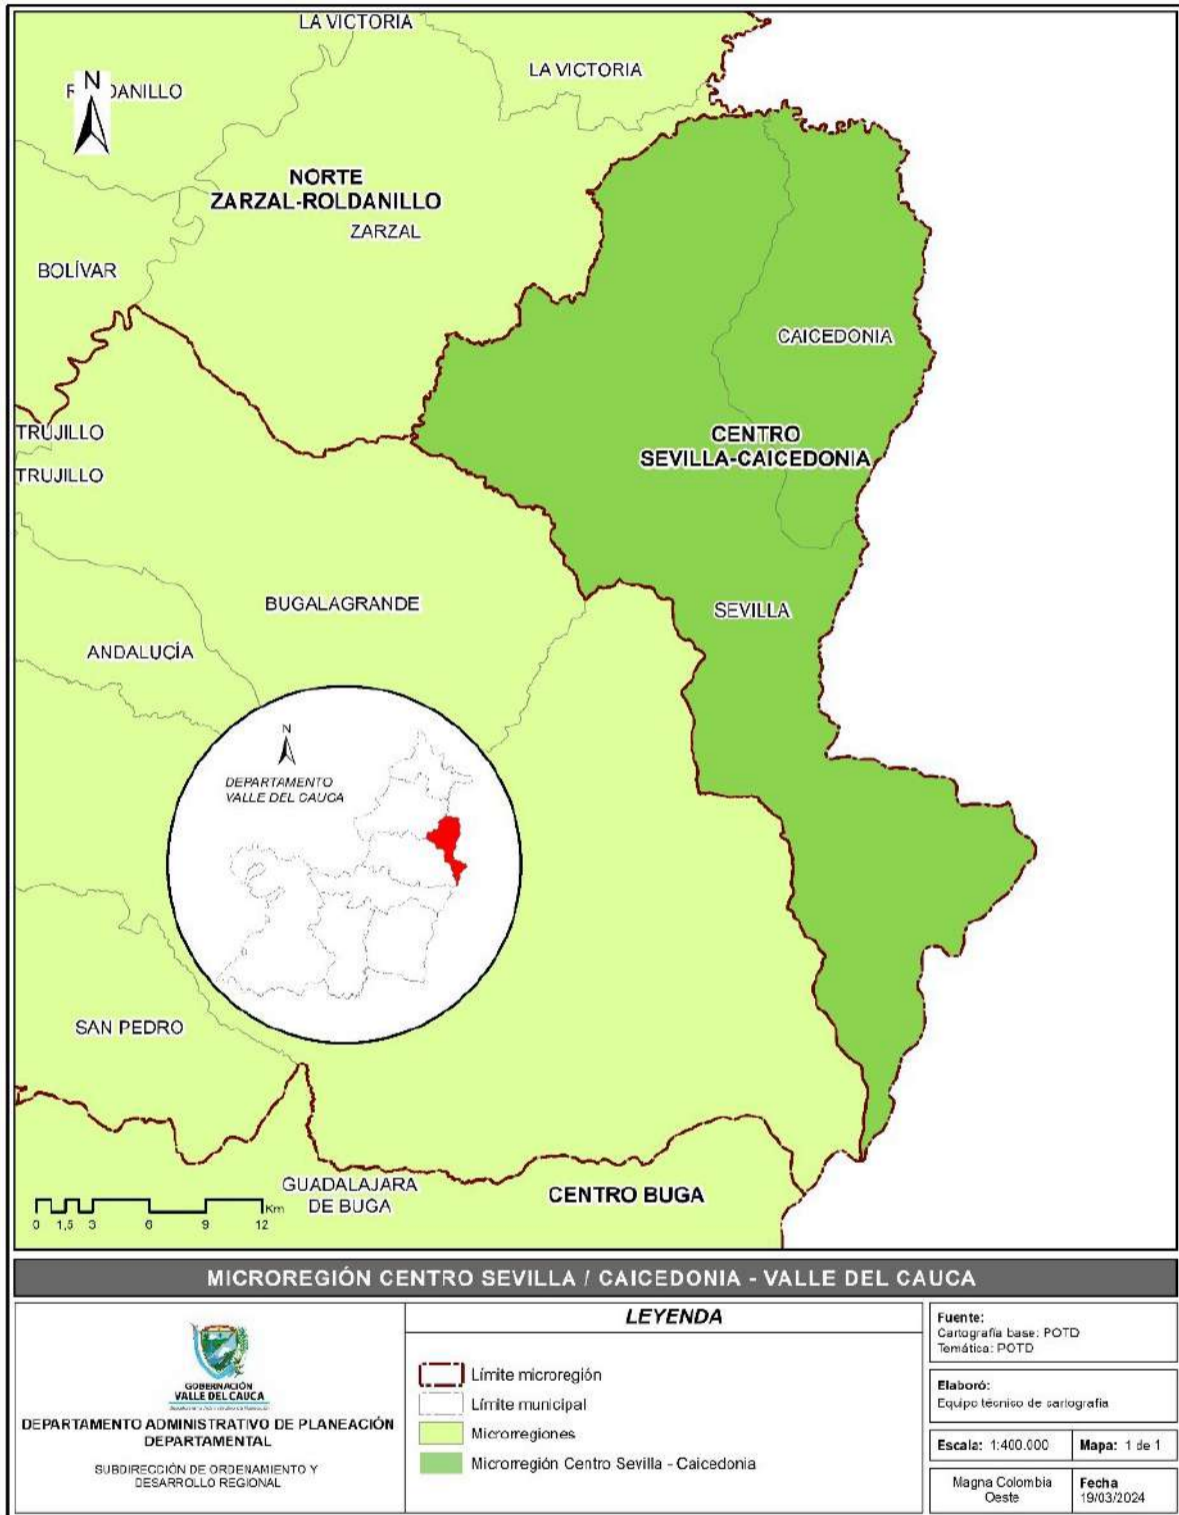 LA VICTORIA
LA VICTORIA
N
NORTE
ZARZAL-ROLDANILLO
ZARZAL
BOLÍVAR
CAICEDONIA
TRUJILLO
CENTRO
SEVILLA-CAICEDONIA
TRUJILLO
BUGALAGRANDE
SEVILLA
ANDALUCÍA
N
DEPARTAMENTO
VALLE DEL CAUCA
SAN PEDRO
GUADALAJARA
DE BUGA
CENTRO BUGA
Km
0 1,5 3 6 9 12
MICROREGIÓN CENTRO SEVILLA / CAICEDONIA - VALLE DEL CAUCA
GOBERNACIÓN
VALLE DEL CAUCA
DEPARTAMENTO ADMINISTRATIVO DE PLANEACIÓN
DEPARTAMENTAL
SUBDIRECCIÓN DE ORDENAMIENTO Y
DESARROLLO REGIONAL
LEYENDA
Límite microregión
Límite municipal
Microrregiones
Microrregión Centro Sevilla - Caicedonia
Fuente:
Cartografía base: POTD
Temática: POTD
Elaboró:
Equipo técnico de cartografía
Escala: 1:400.000
Mapa: 1 de 1
Magna Colombia
Oeste
Fecha
19/03/2024